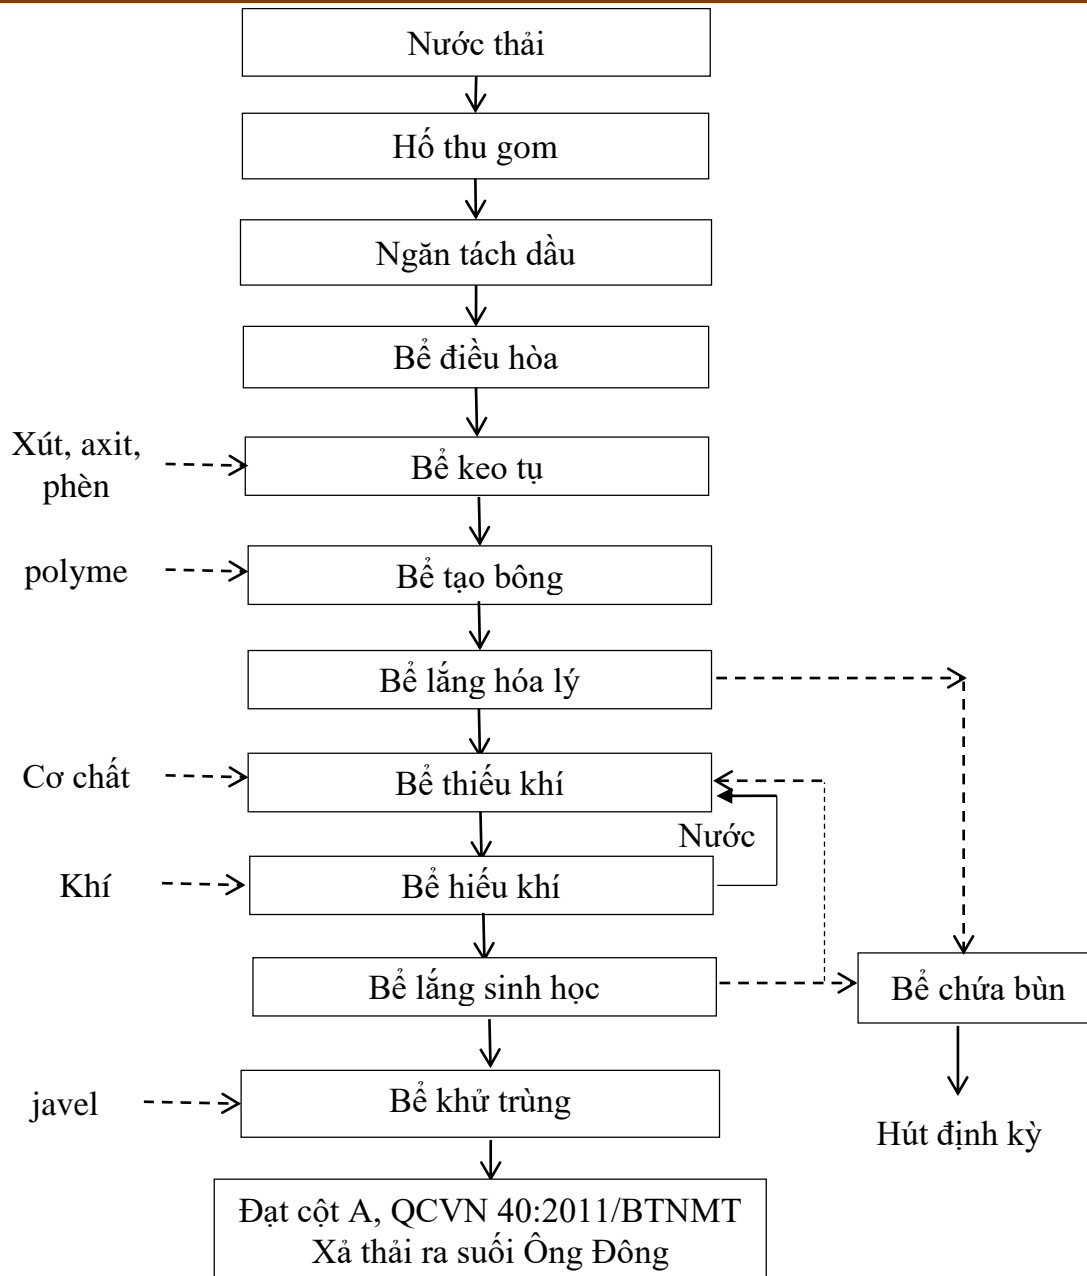 Nước thải
Hố thu gom
Ngăn tách dầu
Bể điều hòa
Xút, axit,
phèn
Bể keo tụ
polyme
Bể tạo bông
Bể lắng hóa lý
Cơ chất
Bể thiếu khí
Nước
Khí
Bể hiếu khí
Bể lắng sinh học
Bể chứa bùn
javel
Bể khử trùng
Hút định kỳ
Đạt cột A, QCVN 40:2011/BTNMT
Xả thải ra suối Ông Đông